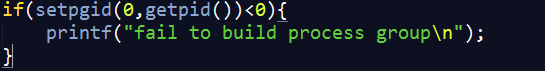 if(setpgid(0,getpid())<0){
    printf("fail to build process group\n");
}